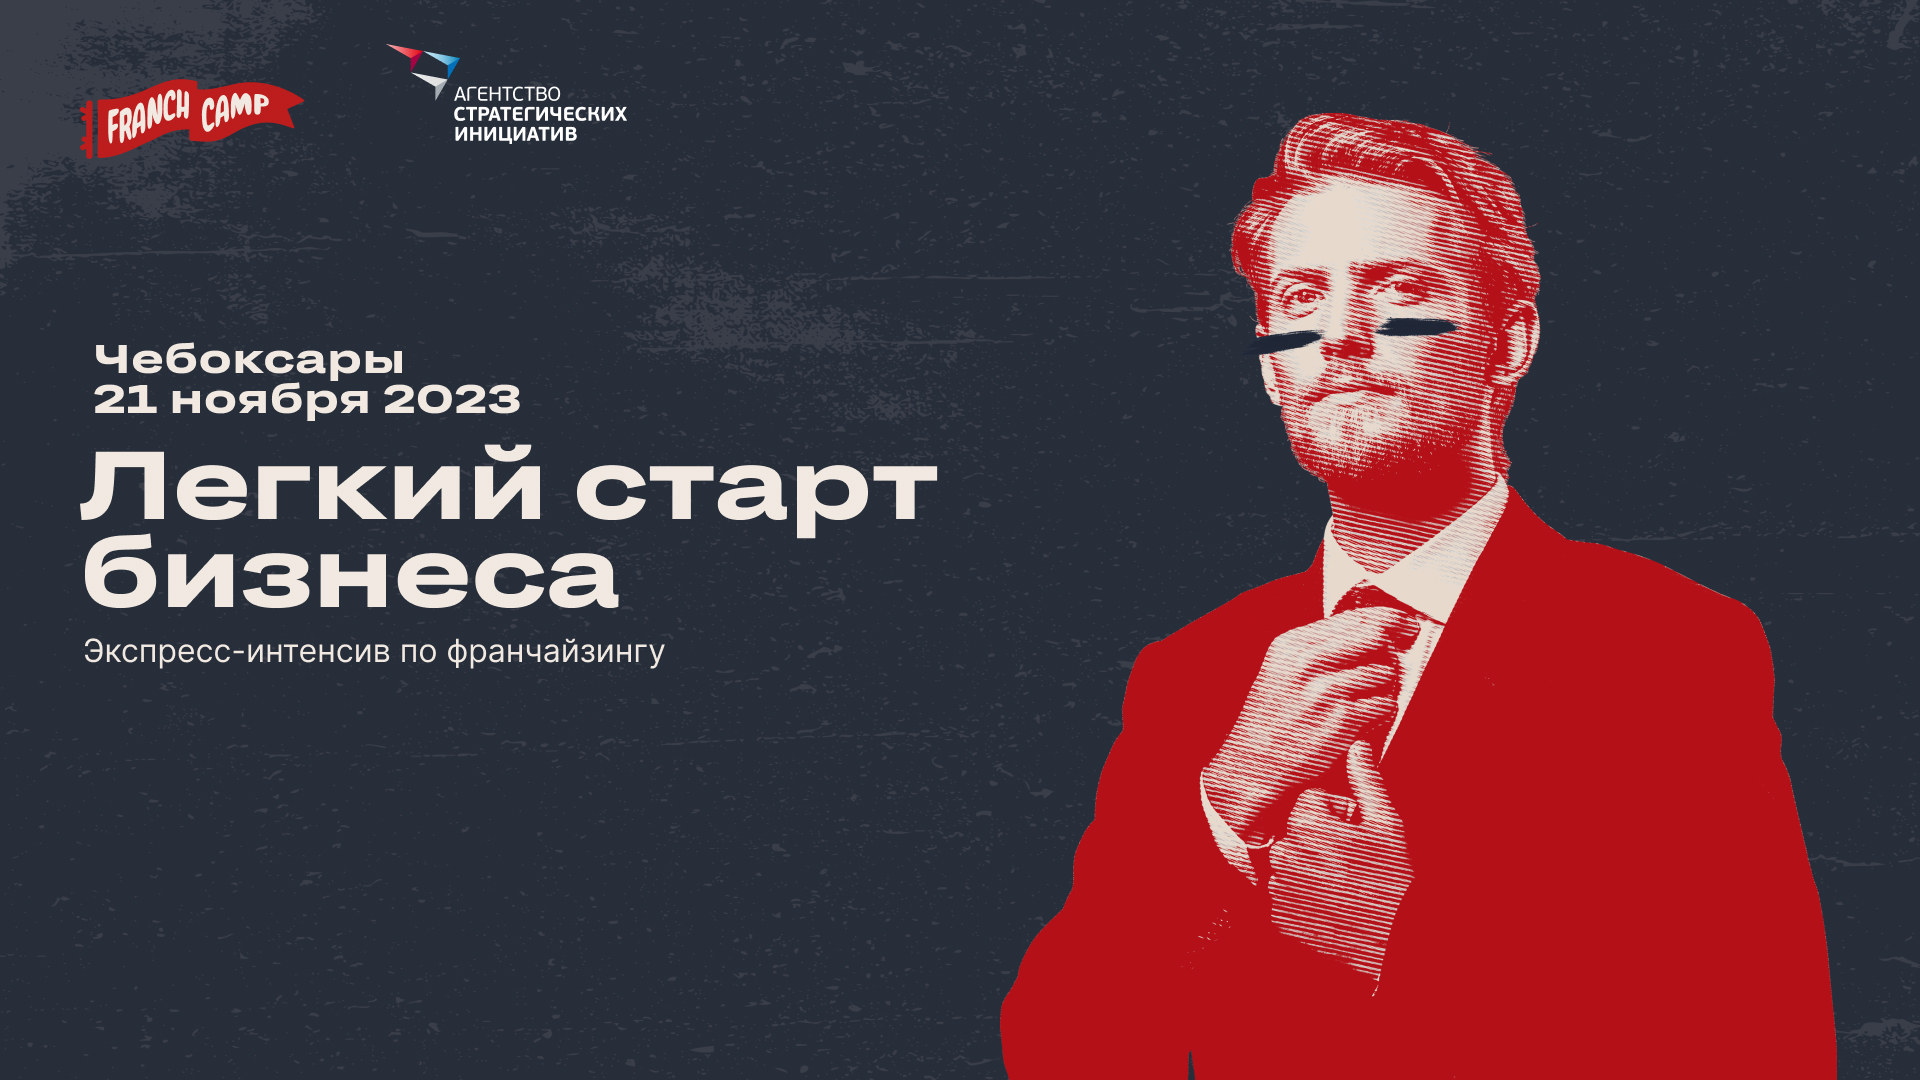 FRANCH CAMP
АГЕНТСТВО
СТРАТЕГИЧЕСКИХ
ИНИЦИАТИВ
Чебоксары
21 ноября 2023
Легкий старт
бизнеса
Экспресс-интенсив по франчайзингу